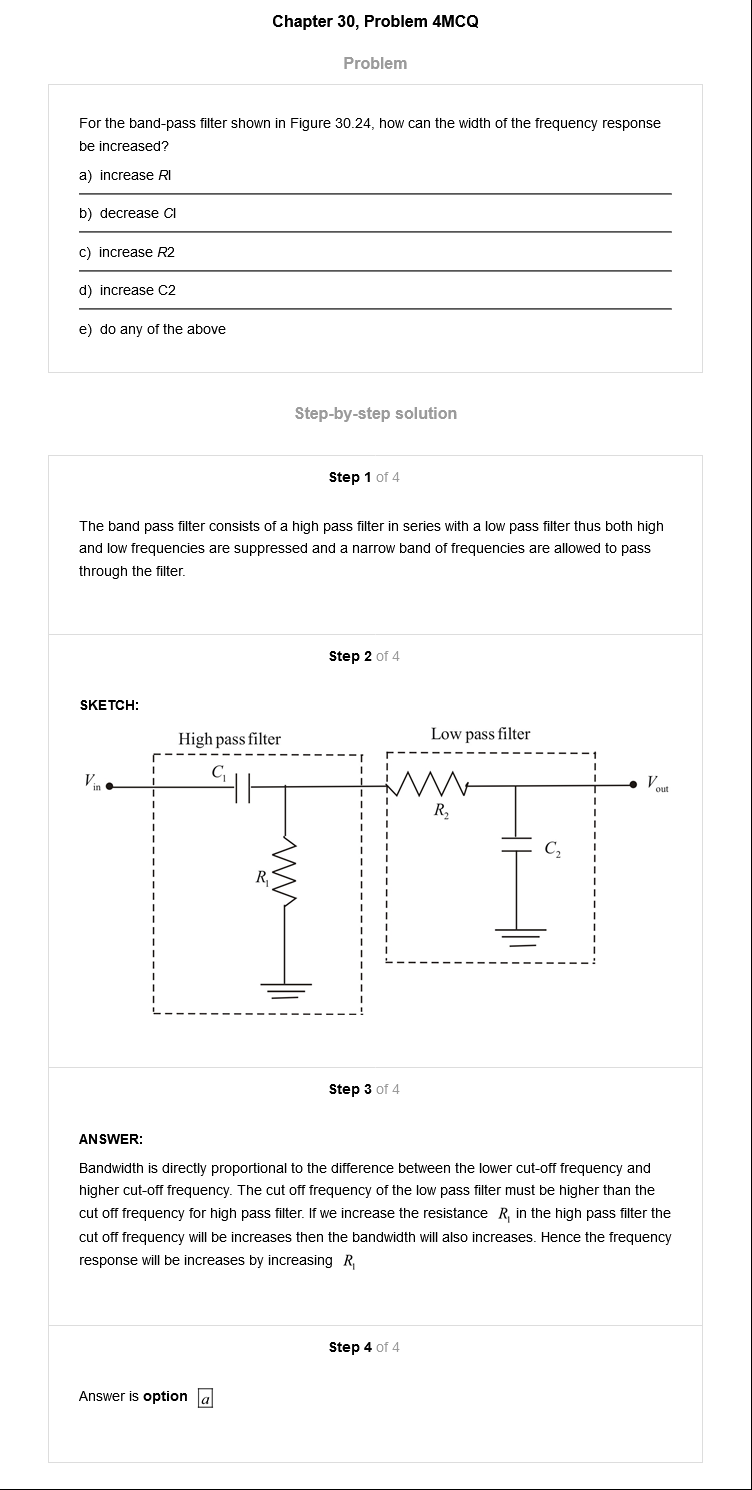 Chapter 30, Problem 4MCQ
Problem
For the band-pass filter shown in Figure 30.24, how can the width of the frequency response
be increased?
a) increase Rl
b) decrease Cl
c) increase R2
d) increase C2
e) do any of the above
Step-by-step solution
Step 1 of 4
The band pass filter consists of a high pass filter in series with a low pass filter thus both high
and low frequencies are suppressed and a narrow band of frequencies are allowed to pass
through the filter.
Step 2 of 4
SKETCH:
High pass filter
Low pass filter
V_in
C_1
R_2
V_out
R_1
C_2
Step 3 of 4
ANSWER:
Bandwidth is directly proportional to the difference between the lower cut-off frequency and
higher cut-off frequency. The cut off frequency of the low pass filter must be higher than the
cut off frequency for high pass filter. If we increase the resistance R_1 in the high pass filter the
cut off frequency will be increases then the bandwidth will also increases. Hence the frequency
response will be increases by increasing R_1
Step 4 of 4
Answer is option a